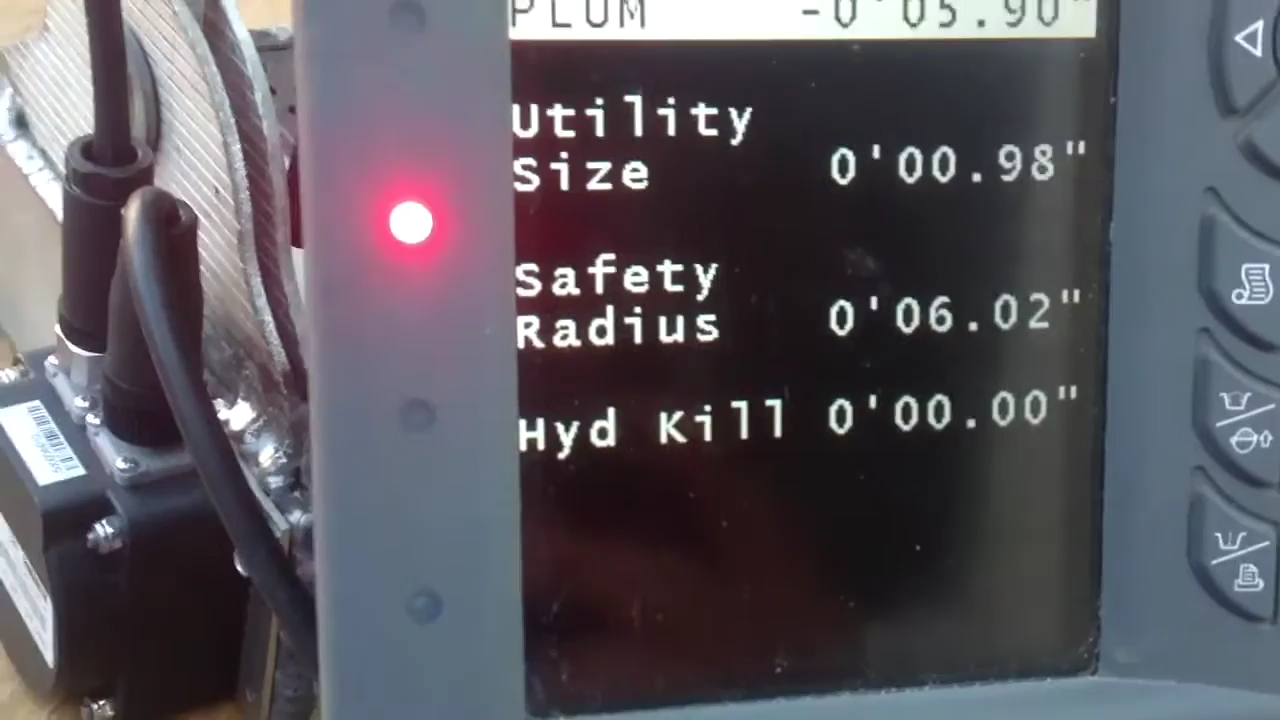 PLUM -0'05.90"
Utility
Size 0'00.98"
Safety
Radius 0'06.02"
Hyd Kill 0'00.00"